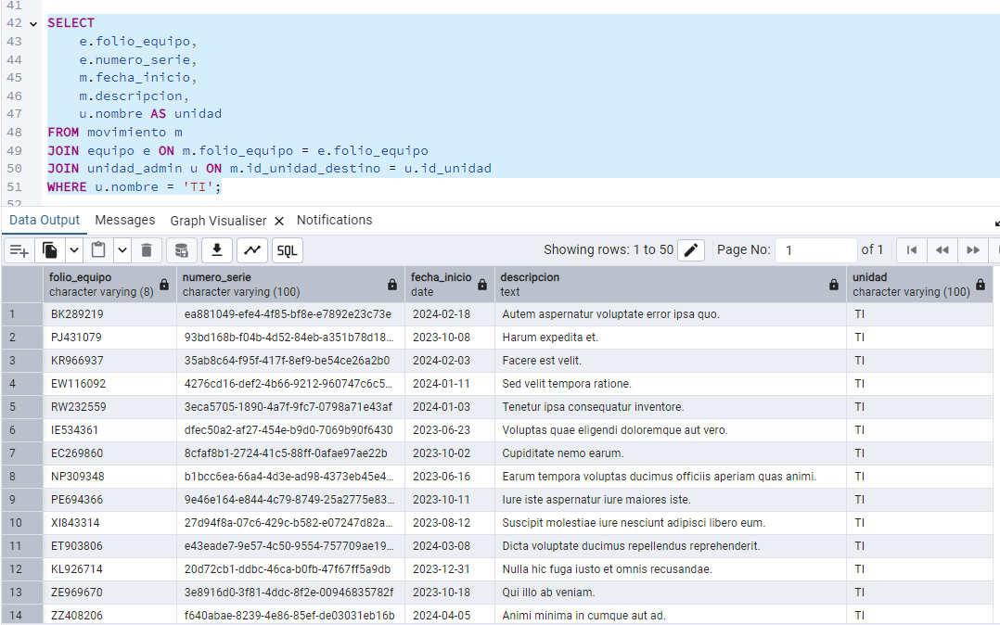 41
42 SELECT
43 e.folio_equipo,
44 e.numero_serie,
45 m.fecha_inicio,
46 m.descripcion,
47 u.nombre AS unidad
48 FROM movimiento m
49 JOIN equipo e ON m.folio_equipo = e.folio_equipo
50 JOIN unidad_admin u ON m.id_unidad_destino = u.id_unidad
51 WHERE u.nombre = 'TI';
52
Data Output Messages Graph Visualiser Notifications
SQL Showing rows: 1 to 50 Page No: 1 of 1
folio_equipo numero_serie fecha_inicio descripcion unidad
character varying (8) character varying (100) date text character varying (100)
1 BK289219 ea881049-efe4-4f85-bf8e-e7892e23c73e 2024-02-18 Autem aspernatur voluptate error ipsa quo. TI
2 PJ431079 93bd168b-f04b-4d52-84eb-a351b78d18... 2023-10-08 Harum expedita et. TI
3 KR966937 35ab8c64-f95f-417f-8ef9-be54ce26a2b0 2024-02-03 Facere est velit. TI
4 EW116092 4276cd16-def2-4b66-9212-960747c6c5... 2024-01-11 Sed velit tempora ratione. TI
5 RW232559 3eca5705-1890-4a7f-9fc7-0798a71e43af 2024-01-03 Tenetur ipsa consequatur inventore. TI
6 IE534361 dfec50a2-af27-454e-b9d0-7069b90f6430 2023-06-23 Voluptas quae eligendi doloremque aut vero. TI
7 EC269860 8cfaf8b1-2724-41c5-88ff-0afae97ae22b 2023-10-02 Cupiditate nemo earum. TI
8 NP309348 b1bcc6ea-66a4-4d3e-ad98-4373eb45e4... 2023-06-16 Earum tempora voluptas ducimus officiis aperiam quas animi. TI
9 PE694366 9e46e164-e844-4c79-8749-25a2775e83... 2023-10-11 Iure iste aspernatur iure maiores iste. TI
10 XI843314 27d94f8a-07c6-429c-b582-e07247d82a... 2023-08-12 Suscipit molestiae iure nesciunt adipisci libero eum. TI
11 ET903806 e43eade7-9e57-4c50-9554-757709ae19... 2024-03-08 Dicta voluptate ducimus repellendus reprehenderit. TI
12 KL926714 20d72cb1-ddbc-46ca-b0fb-47f67ff5a9db 2023-12-31 Nulla hic fuga iusto et omnis recusandae. TI
13 ZE969670 3e8916d0-3f81-4ddc-8f2e-00946835782f 2023-10-18 Qui illo ab veniam. TI
14 ZZ408206 f640abae-8239-4e86-85ef-de03031eb16b 2024-04-05 Animi minima in cumque aut ad. TI